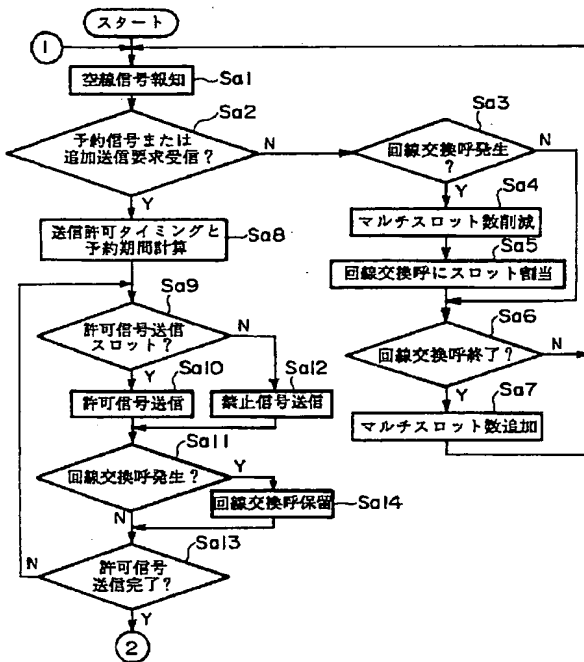 スタート
1
空線信号報知
Sa1
Sa2
予約信号または
追加送信要求受信？
N
Y
Sa3
回線交換呼発生
？
N
Y
Sa4
マルチスロット数削減
Sa5
回線交換呼にスロット割当
Sa6
回線交換呼終了？
N
Y
Sa7
マルチスロット数追加
Sa8
送信許可タイミングと
予約期間計算
Sa9
許可信号送信
スロット？
N
Y
Sa10
許可信号送信
Sa12
禁止信号送信
Sa11
回線交換呼発生？
Y
N
回線交換呼保留
Sa14
Sa13
許可信号
送信完了？
N
Y
2